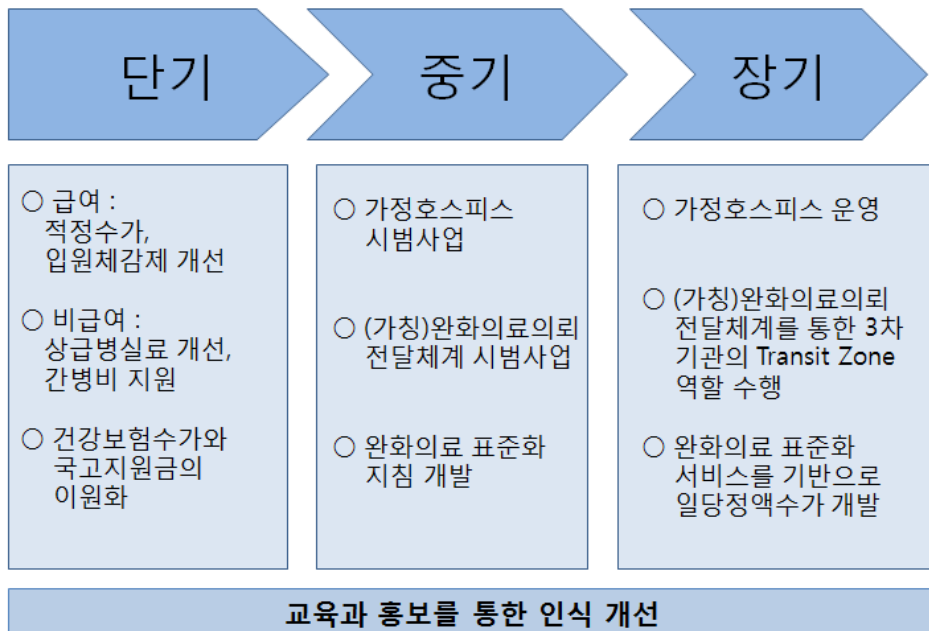 단기
중기
장기
○ 급여 :
적정수가,
입원체감제 개선
○ 비급여 :
상급병실료 개선,
간병비 지원
○ 건강보험수가와
국고지원금의
이원화
○ 가정호스피스
시범사업
○ (가칭)완화의료의뢰
전달체계 시범사업
○ 완화의료 표준화
지침 개발
○ 가정호스피스 운영
○ (가칭)완화의료의뢰
전달체계를 통한 3차
기관의 Transit Zone
역할 수행
○ 완화의료 표준화
서비스를 기반으로
일당정액수가 개발
교육과 홍보를 통한 인식 개선